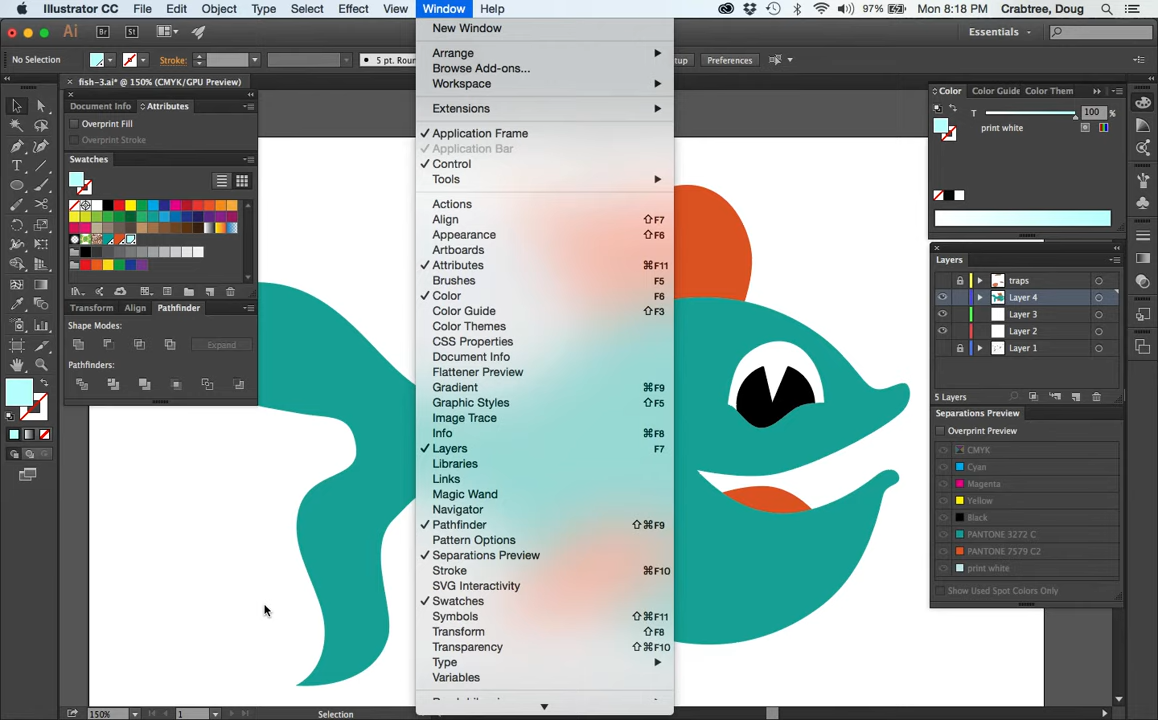 Illustrator CC File Edit Object Type Select Effect View Window Help 97% Mon 8:18 PM Crabtree, Doug
Ai Br St Essentials
No Selection Stroke: 5 pt. Roun tup Preferences
× fish-3.ai* @ 150% (CMYK/GPU Preview)
Document Info Attributes
Overprint Fill
Overprint Stroke
Swatches
Transform Align Pathfinder
Shape Modes:
Expand
Pathfinders:
New Window
Arrange
Browse Add-ons...
Workspace
Extensions
✓ Application Frame
✓ Application Bar
✓ Control
Tools
Actions
Align ⇧F7
Appearance ⇧F6
Artboards
✓ Attributes ⌘F11
Brushes F5
✓ Color F6
Color Guide ⇧F3
Color Themes
CSS Properties
Document Info
Flattener Preview
Gradient ⌘F9
Graphic Styles ⇧F5
Image Trace
Info ⌘F8
✓ Layers F7
Libraries
Links
Magic Wand
Navigator
✓ Pathfinder ⇧⌘F9
Pattern Options
✓ Separations Preview
Stroke ⌘F10
SVG Interactivity
✓ Swatches
Symbols ⇧⌘F11
Transform ⇧F8
Transparency ⇧⌘F10
Type
Variables
Color Color Guide Color Them
T 100 %
print white
Layers
traps
Layer 4
Layer 3
Layer 2
Layer 1
5 Layers
Separations Preview
Overprint Preview
CMYK
Cyan
Magenta
Yellow
Black
PANTONE 3272 C
PANTONE 7579 C2
print white
Show Used Spot Colors Only
150% 1 Selection